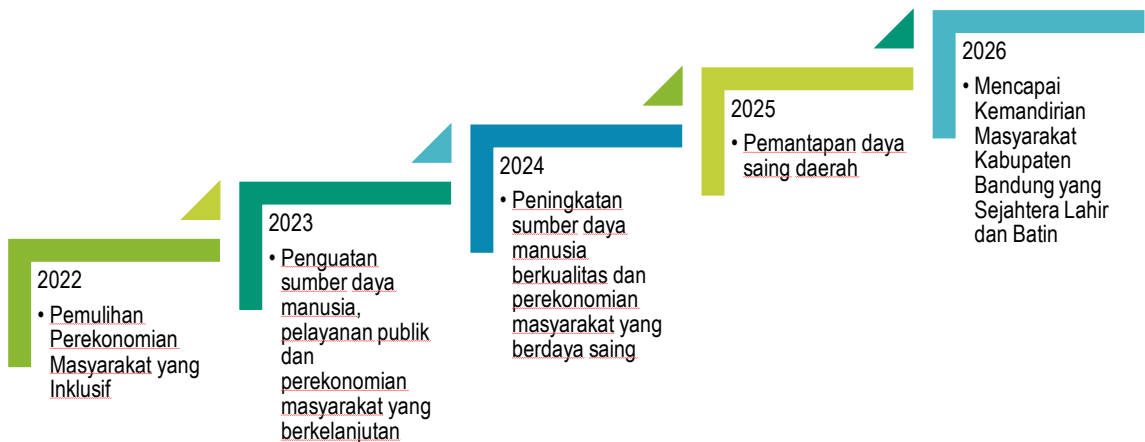 2022
• Pemulihan
Perekonomian
Masyarakat yang
Inklusif
2023
• Penguatan
sumber daya
manusia,
pelayanan publik
dan
perekonomian
masyarakat yang
berkelanjutan
2024
• Peningkatan
sumber daya
manusia
berkualitas dan
perekonomian
masyarakat yang
berdaya saing
2025
• Pemantapan daya
saing daerah
2026
• Mencapai
Kemandirian
Masyarakat
Kabupaten
Bandung yang
Sejahtera Lahir
dan Batin